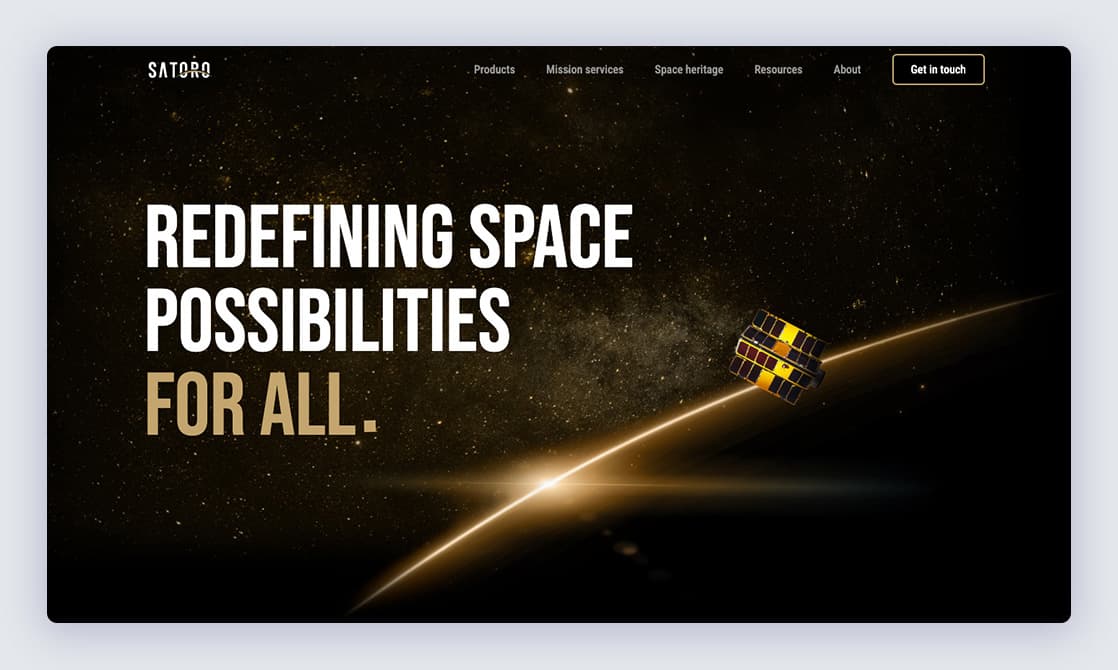 SATORO
Products Mission services Space heritage Resources About Get in touch
REDEFINING SPACE
POSSIBILITIES
FOR ALL.